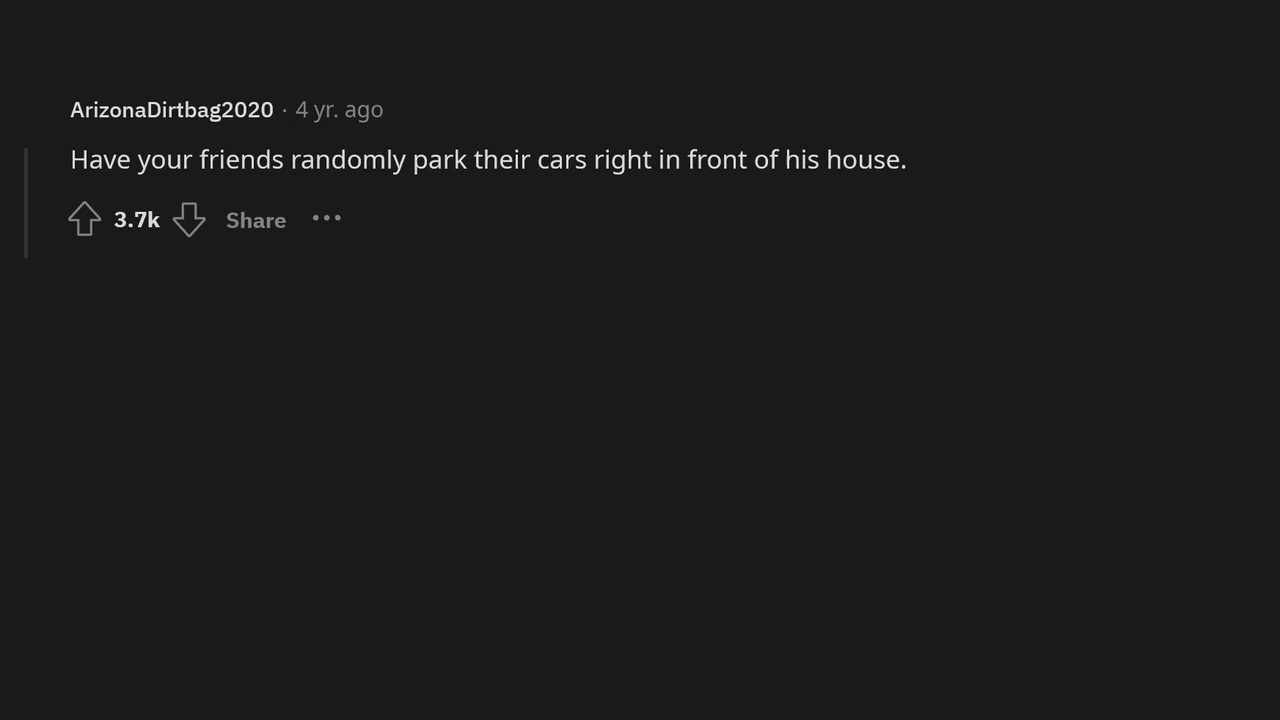 ArizonaDirtbag2020 · 4 yr. ago
Have your friends randomly park their cars right in front of his house.
3.7k Share ···